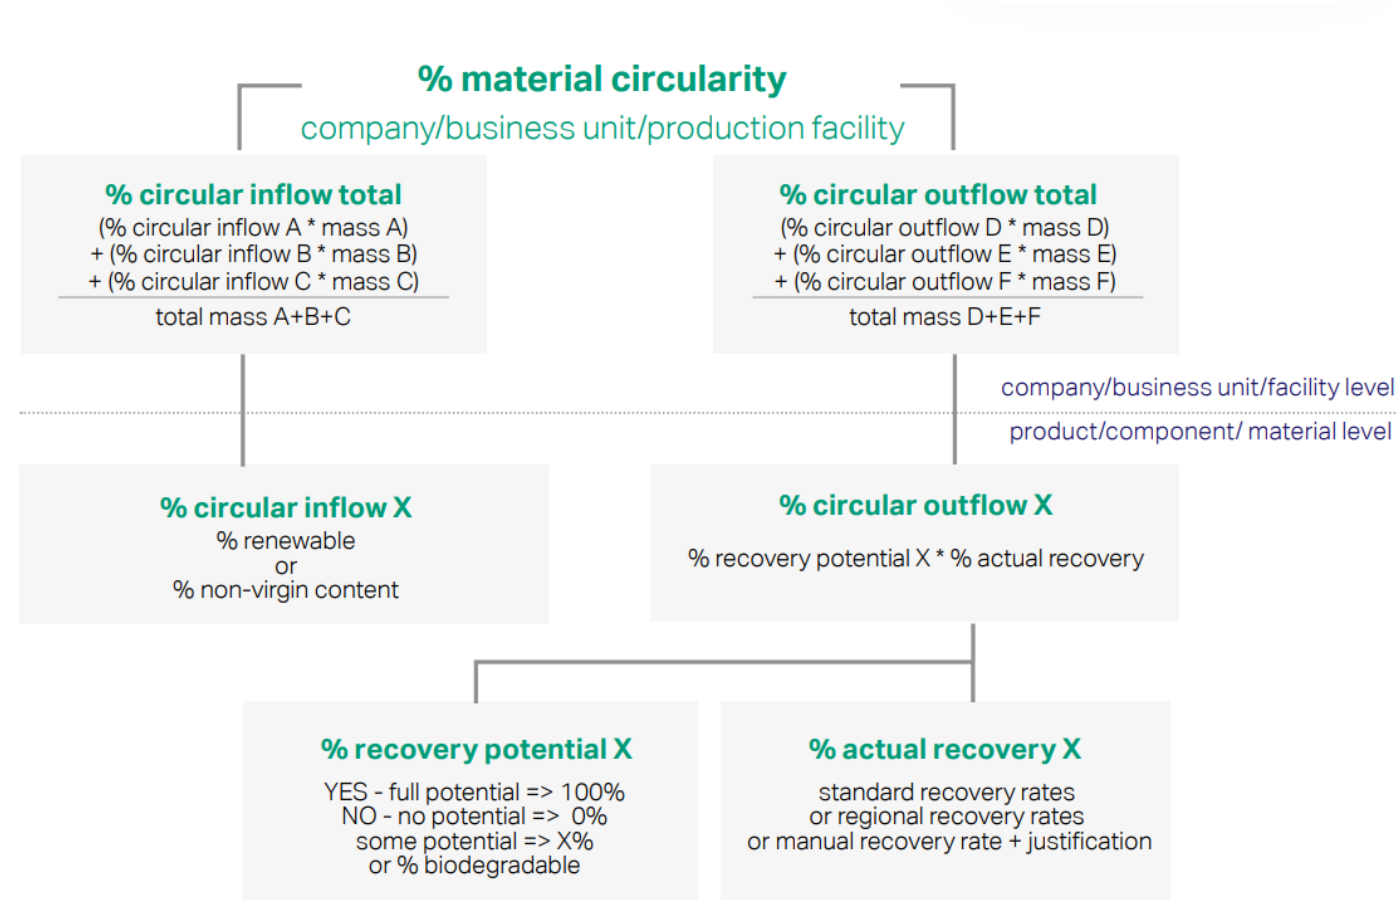 % material circularity
company/business unit/production facility
% circular inflow total
(% circular inflow A * mass A)
+ (% circular inflow B * mass B)
+ (% circular inflow C * mass C)
total mass A+B+C
% circular outflow total
(% circular outflow D * mass D)
+ (% circular outflow E * mass E)
+ (% circular outflow F * mass F)
total mass D+E+F
company/business unit/facility level
product/component/ material level
% circular inflow X
% renewable
or
% non-virgin content
% circular outflow X
% recovery potential X * % actual recovery
% recovery potential X
YES - full potential => 100%
NO - no potential => 0%
some potential => X%
or % biodegradable
% actual recovery X
standard recovery rates
or regional recovery rates
or manual recovery rate + justification